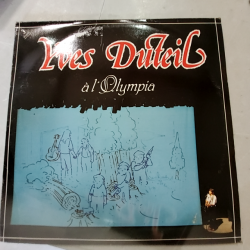 Yves Duteil
à l'Olympia